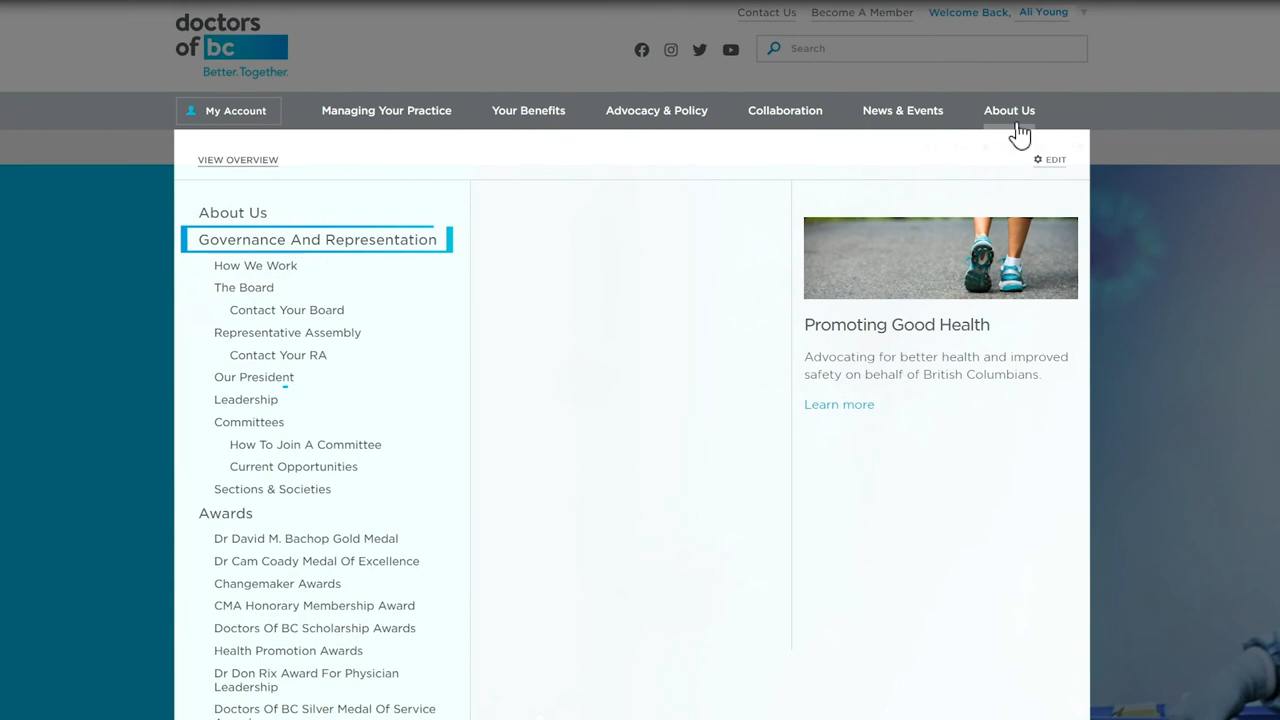 doctors
of bc
Better.Together.
Contact Us
Become A Member
Welcome Back, Ali Young
Search
My Account
Managing Your Practice
Your Benefits
Advocacy & Policy
Collaboration
News & Events
About Us
VIEW OVERVIEW
EDIT
About Us
Governance And Representation
How We Work
The Board
Contact Your Board
Representative Assembly
Contact Your RA
Our President
Leadership
Committees
How To Join A Committee
Current Opportunities
Sections & Societies
Awards
Dr David M. Bachop Gold Medal
Dr Cam Coady Medal Of Excellence
Changemaker Awards
CMA Honorary Membership Award
Doctors Of BC Scholarship Awards
Health Promotion Awards
Dr Don Rix Award For Physician
Leadership
Doctors Of BC Silver Medal Of Service
Promoting Good Health
Advocating for better health and improved
safety on behalf of British Columbians.
Learn more